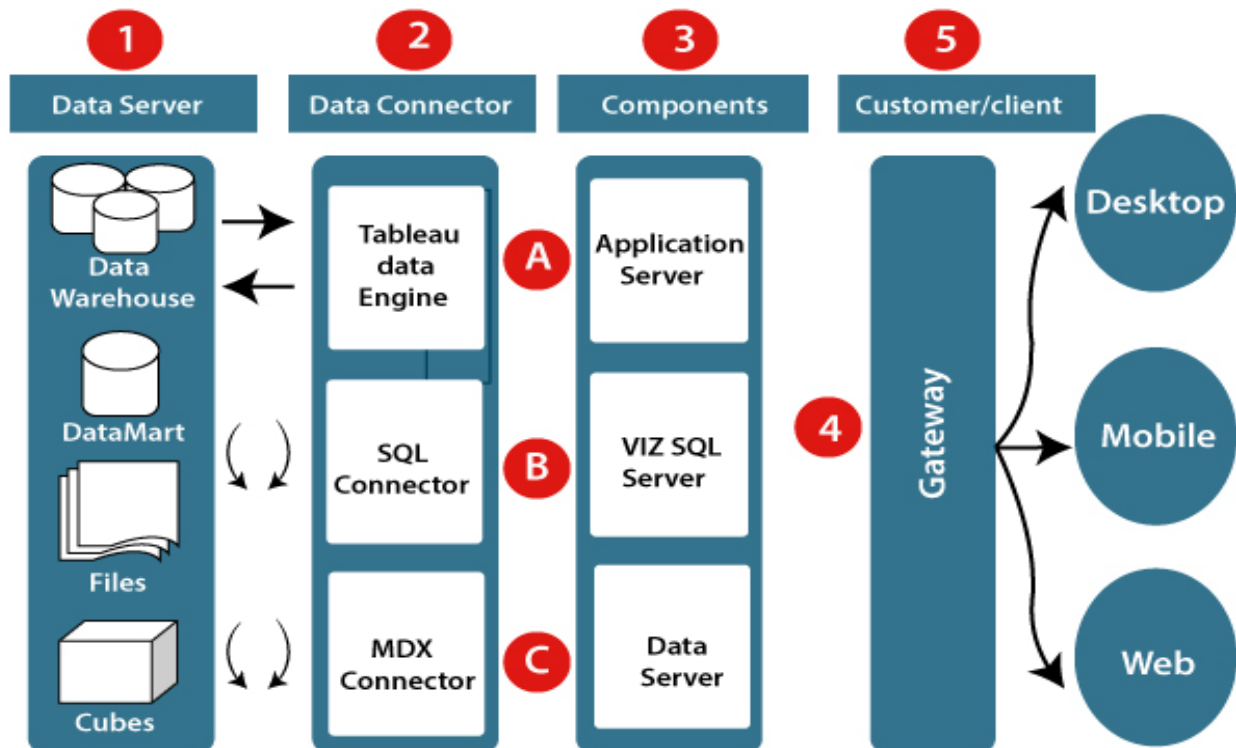 1
2
3
5
Data Server
Data Connector
Components
Customer/client
Data
Warehouse
DataMart
Files
Cubes
Tableau
data
Engine
SQL
Connector
MDX
Connector
A
B
C
Application
Server
VIZ SQL
Server
Data
Server
4
Gateway
Desktop
Mobile
Web